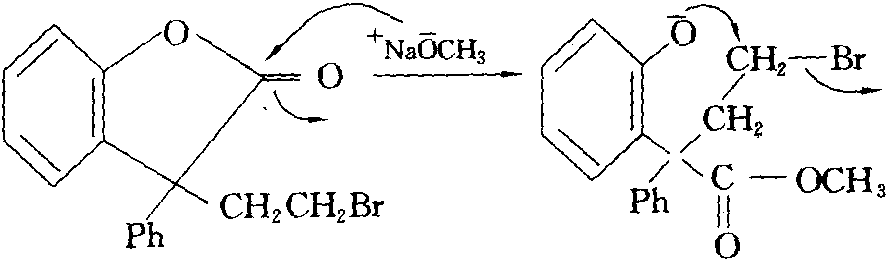 O
O
⁺NaŌCH₃
Ph
CH₂CH₂Br
Ō
CH₂—Br
CH₂
Ph
C—OCH₃
O